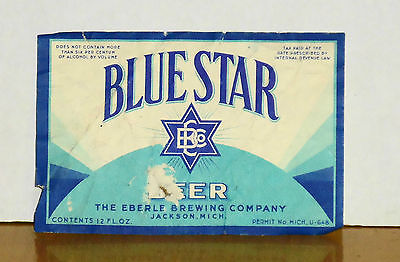 DOES NOT CONTAIN MORE
THAN SIX PER CENTUM
OF ALCOHOL BY VOLUME
TAX PAID AT THE
RATE PRESCRIBED BY
INTERNAL REVENUE LAW
BLUE STAR
EBCo
BEER
THE EBERLE BREWING COMPANY
JACKSON, MICH.
CONTENTS 12 FL. OZ.
PERMIT No. MICH. U-648